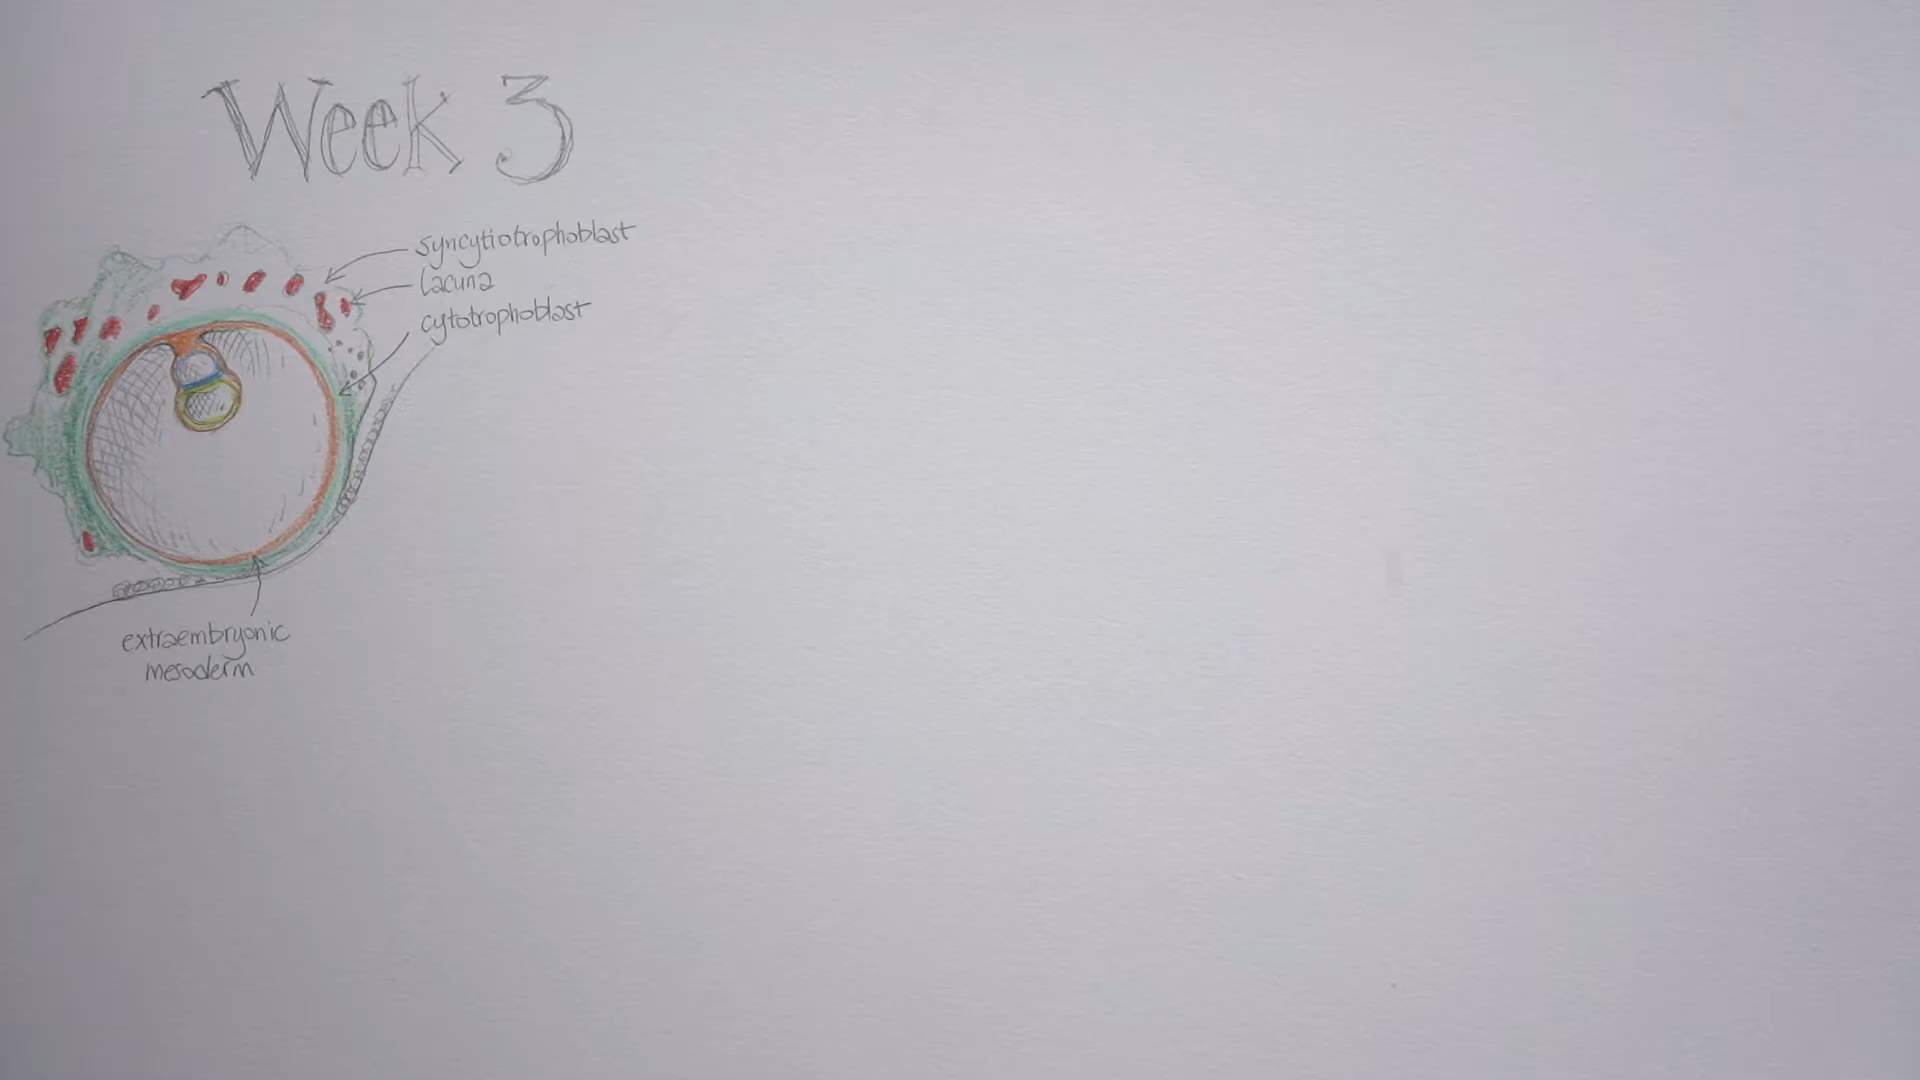 Week 3
syncytiotrophoblast
lacuna
cytotrophoblast
extraembryonic
mesoderm